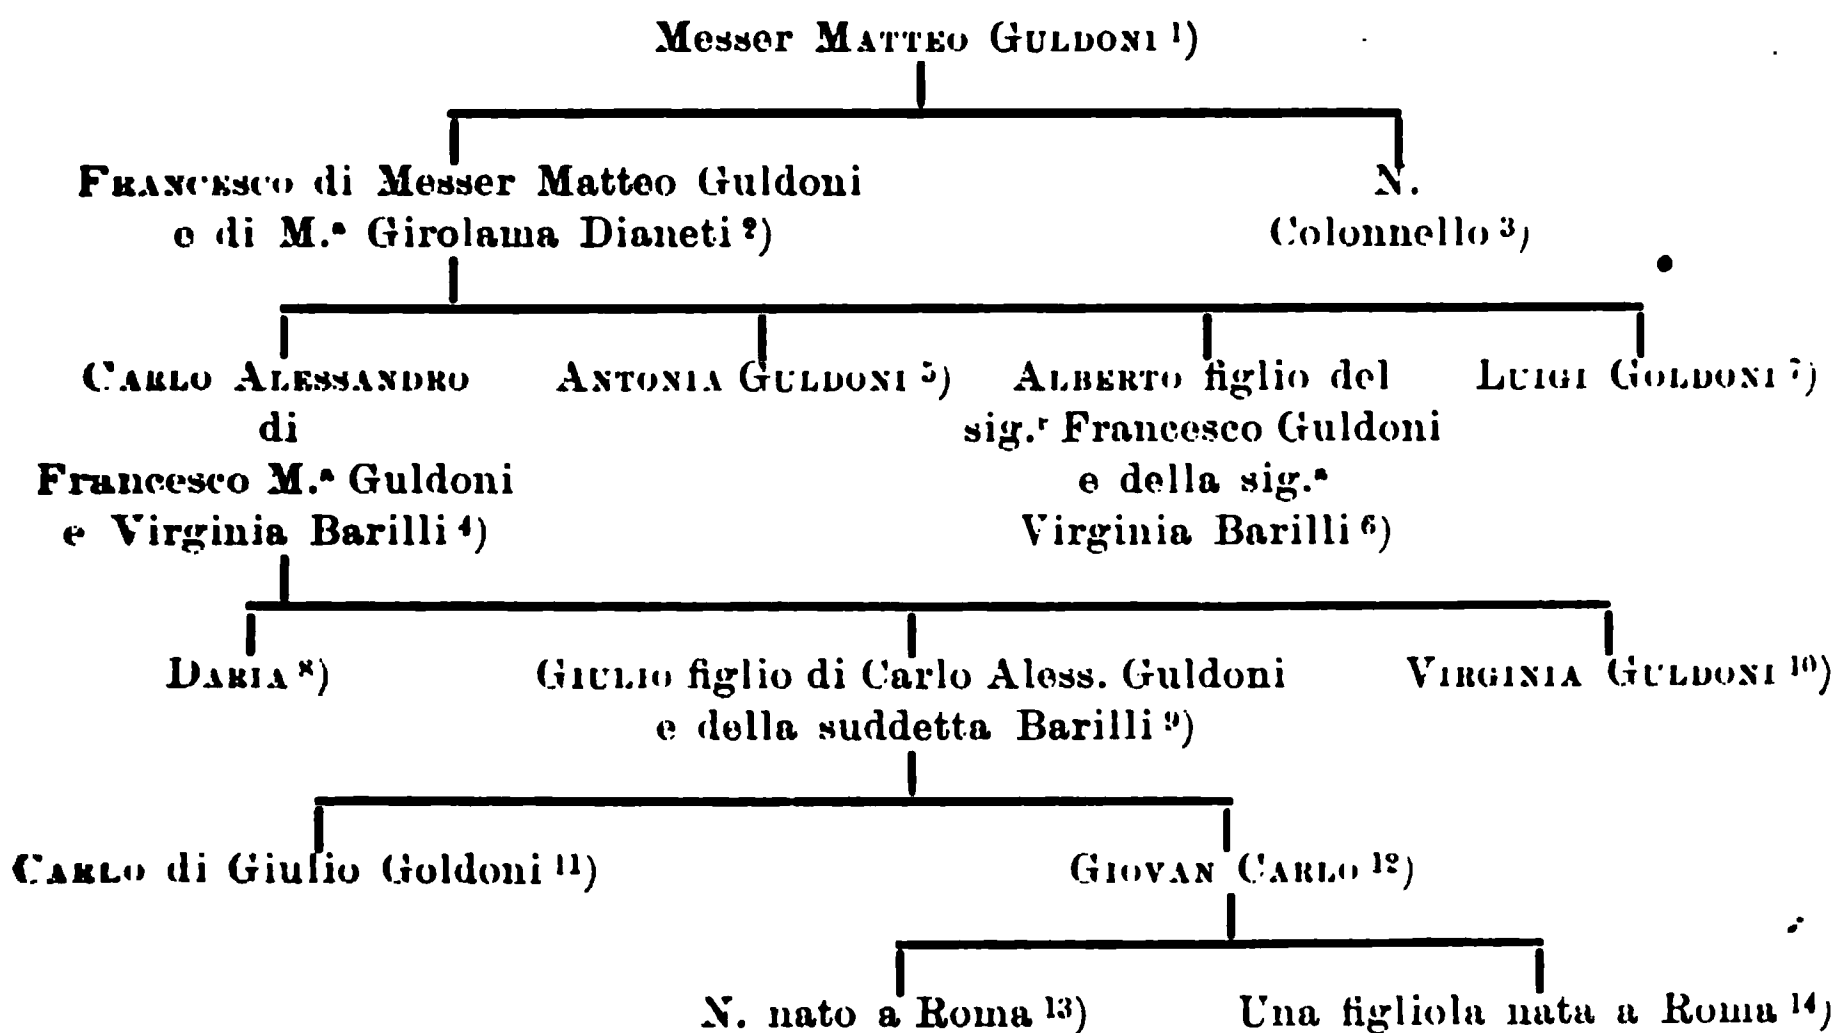 Messer MATTEO GULDONI ¹)
FRANCESCO di Messer Matteo Guldoni
e di M.ª Girolama Dianeti ²)
N.
Colonnello ³)
CARLO ALESSANDRO
di
Francesco M.ª Guldoni
e Virginia Barilli ⁴)
ANTONIA GULDONI ⁵)
ALBERTO figlio del
sig.ʳ Francesco Guldoni
e della sig.ª
Virginia Barilli ⁶)
LUIGI GOLDONI ⁷)
DARIA ⁸)
GIULIO figlio di Carlo Aless. Guldoni
e della suddetta Barilli ⁹)
VIRGINIA GULDONI ¹⁰)
CARLO di Giulio Goldoni ¹¹)
GIOVAN CARLO ¹²)
N. nato a Roma ¹³)
Una figliola nata a Roma ¹⁴)